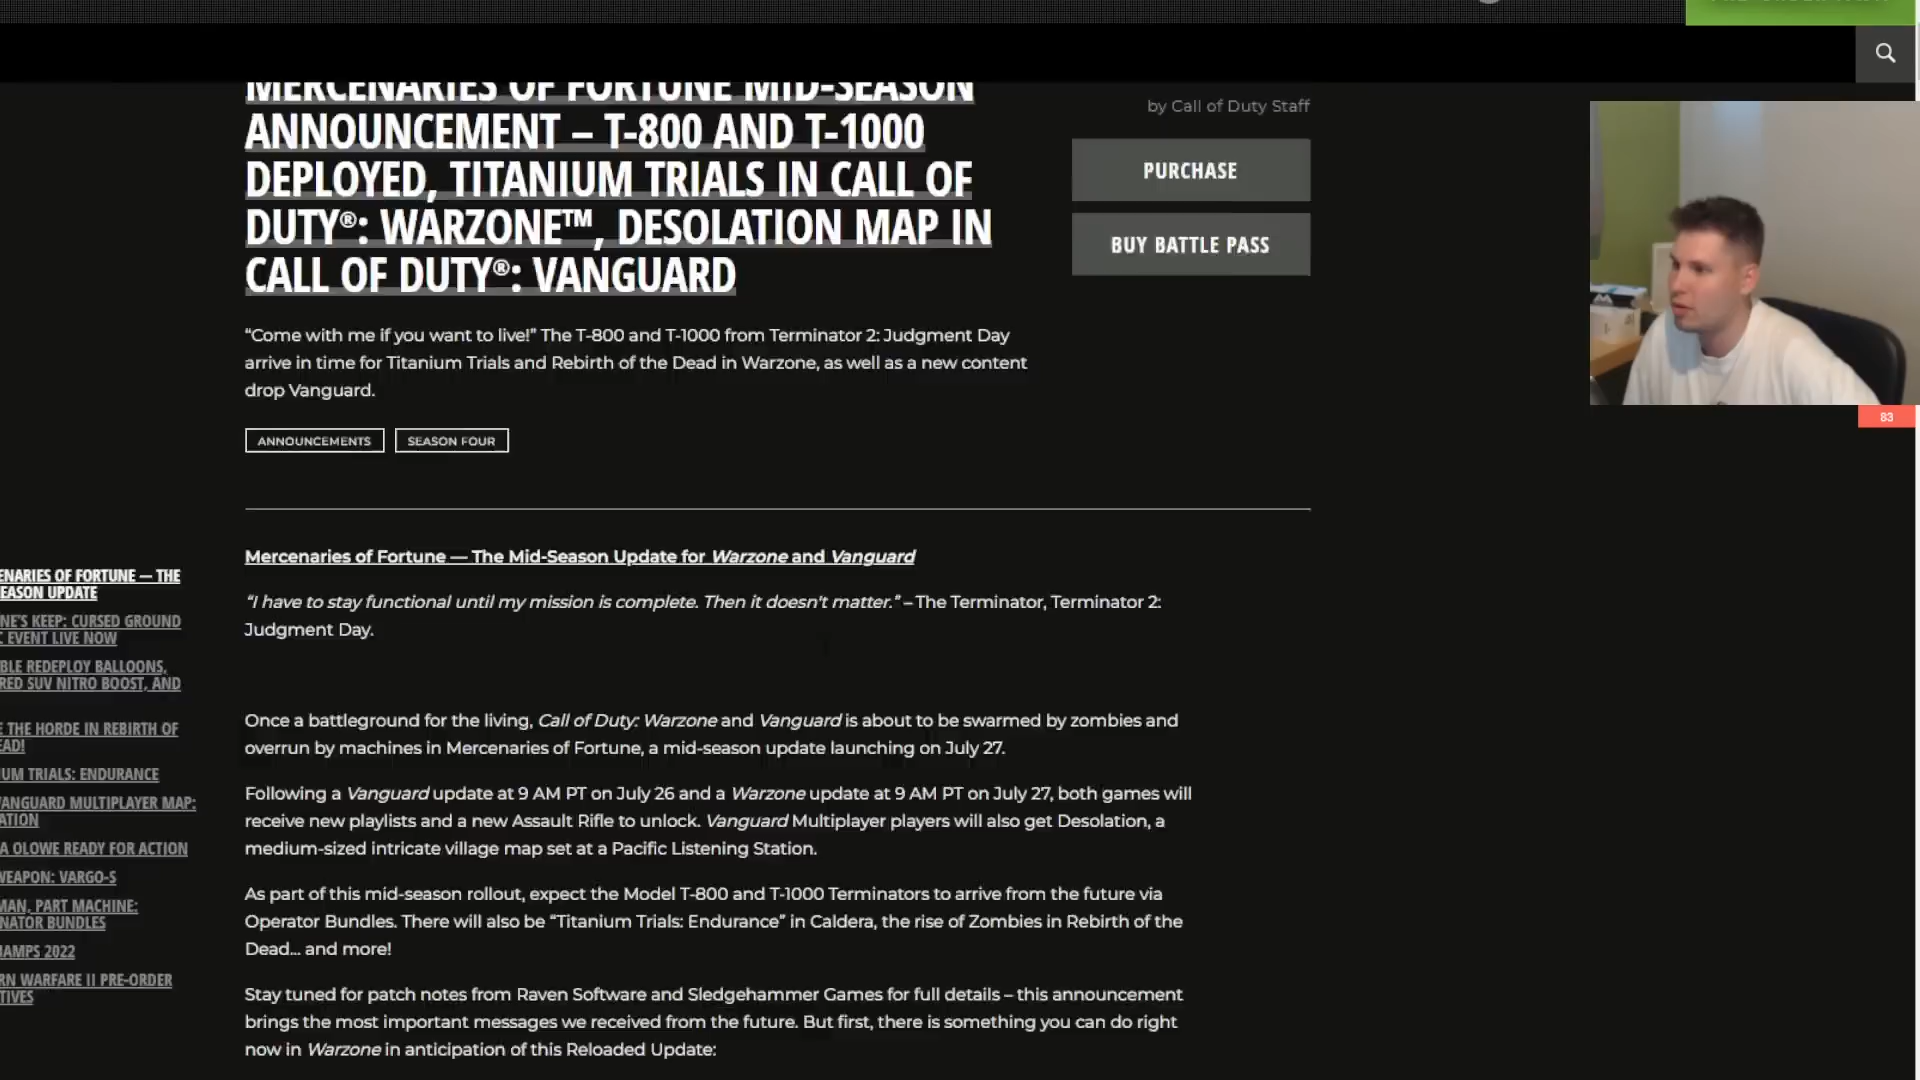 MERCENARIES OF FORTUNE MID-SEASON
ANNOUNCEMENT – T-800 AND T-1000
DEPLOYED, TITANIUM TRIALS IN CALL OF
DUTY®: WARZONE™, DESOLATION MAP IN
CALL OF DUTY®: VANGUARD
by Call of Duty Staff
PURCHASE
BUY BATTLE PASS
“Come with me if you want to live!” The T-800 and T-1000 from Terminator 2: Judgment Day
arrive in time for Titanium Trials and Rebirth of the Dead in Warzone, as well as a new content
drop Vanguard.
ANNOUNCEMENTS
SEASON FOUR
83
ENARIES OF FORTUNE — THE
EASON UPDATE
NE'S KEEP: CURSED GROUND
C EVENT LIVE NOW
BLE REDEPLOY BALLOONS,
RED SUV NITRO BOOST, AND
E THE HORDE IN REBIRTH OF
EAD!
IUM TRIALS: ENDURANCE
VANGUARD MULTIPLAYER MAP:
ATION
A OLOWE READY FOR ACTION
WEAPON: VARGO-S
MAN, PART MACHINE:
NATOR BUNDLES
HAMPS 2022
RN WARFARE II PRE-ORDER
TIVES
Mercenaries of Fortune — The Mid-Season Update for Warzone and Vanguard
“I have to stay functional until my mission is complete. Then it doesn't matter.” – The Terminator, Terminator 2:
Judgment Day.
Once a battleground for the living, Call of Duty: Warzone and Vanguard is about to be swarmed by zombies and
overrun by machines in Mercenaries of Fortune, a mid-season update launching on July 27.
Following a Vanguard update at 9 AM PT on July 26 and a Warzone update at 9 AM PT on July 27, both games will
receive new playlists and a new Assault Rifle to unlock. Vanguard Multiplayer players will also get Desolation, a
medium-sized intricate village map set at a Pacific Listening Station.
As part of this mid-season rollout, expect the Model T-800 and T-1000 Terminators to arrive from the future via
Operator Bundles. There will also be “Titanium Trials: Endurance” in Caldera, the rise of Zombies in Rebirth of the
Dead... and more!
Stay tuned for patch notes from Raven Software and Sledgehammer Games for full details – this announcement
brings the most important messages we received from the future. But first, there is something you can do right
now in Warzone in anticipation of this Reloaded Update: